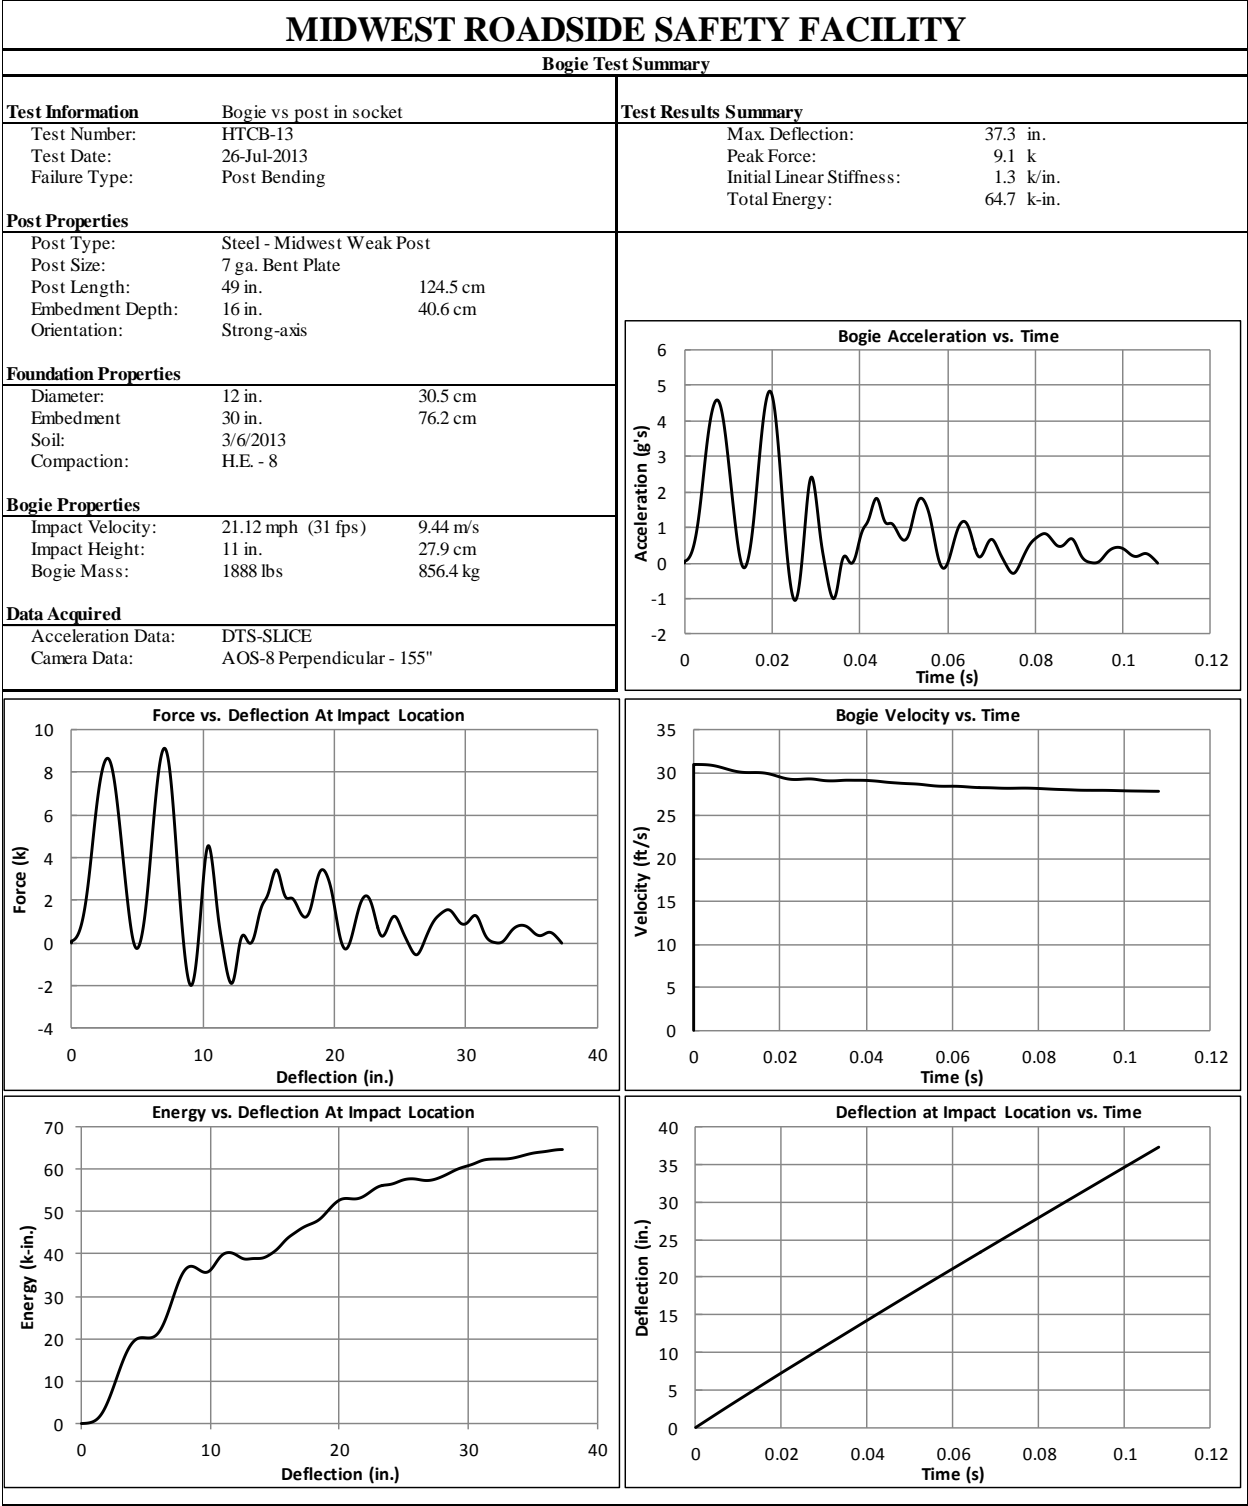 MIDWEST ROADSIDE SAFETY FACILITY
Bogie Test Summary
Test Information Bogie vs post in socket
Test Number: HTCB-13
Test Date: 26-Jul-2013
Failure Type: Post Bending
Post Properties
Post Type: Steel - Midwest Weak Post
Post Size: 7 ga. Bent Plate
Post Length: 49 in. 124.5 cm
Embedment Depth: 16 in. 40.6 cm
Orientation: Strong-axis
Foundation Properties
Diameter: 12 in. 30.5 cm
Embedment 30 in. 76.2 cm
Soil: 3/6/2013
Compaction: H.E. - 8
Bogie Properties
Impact Velocity: 21.12 mph (31 fps) 9.44 m/s
Impact Height: 11 in. 27.9 cm
Bogie Mass: 1888 lbs 856.4 kg
Data Acquired
Acceleration Data: DTS-SLICE
Camera Data: AOS-8 Perpendicular - 155"
Test Results Summary
Max. Deflection: 37.3 in.
Peak Force: 9.1 k
Initial Linear Stiffness: 1.3 k/in.
Total Energy: 64.7 k-in.
Bogie Acceleration vs. Time
Acceleration (g's)
6
5
4
3
2
1
0
-1
-2
0 0.02 0.04 0.06 0.08 0.1 0.12
Time (s)
Force vs. Deflection At Impact Location
Force (k)
10
8
6
4
2
0
-2
-4
0 10 20 30 40
Deflection (in.)
Bogie Velocity vs. Time
Velocity (ft/s)
35
30
25
20
15
10
5
0
0 0.02 0.04 0.06 0.08 0.1 0.12
Time (s)
Energy vs. Deflection At Impact Location
Energy (k-in.)
70
60
50
40
30
20
10
0
0 10 20 30 40
Deflection (in.)
Deflection at Impact Location vs. Time
Deflection (in.)
40
35
30
25
20
15
10
5
0
0 0.02 0.04 0.06 0.08 0.1 0.12
Time (s)